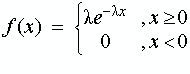 f(x) = { λe^{-λx} , x ≥ 0
0 , x < 0